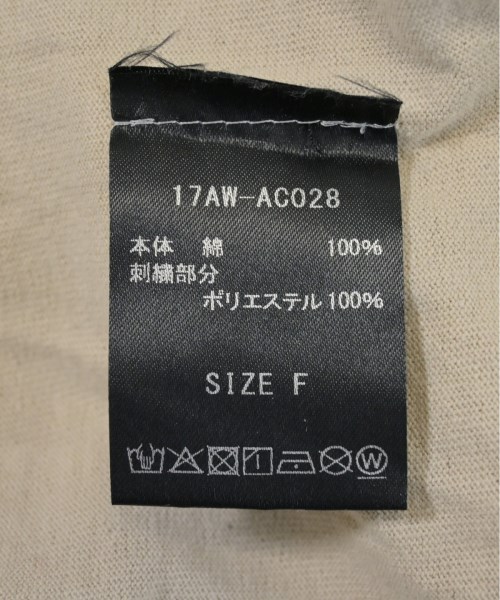 17AW-AC028
本体 綿 100%
刺繍部分
ポリエステル 100%
SIZE F
W